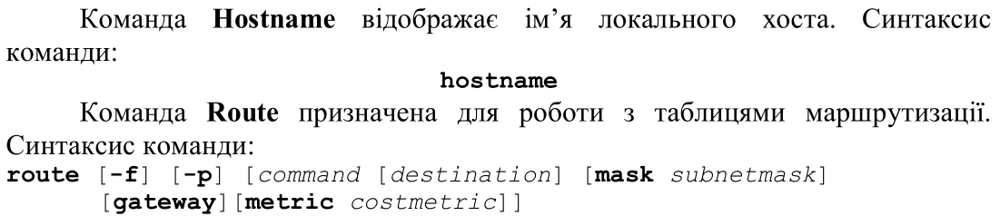 Команда Hostname відображає ім’я локального хоста. Синтаксис
команди:
hostname
Команда Route призначена для роботи з таблицями маршрутизації.
Синтаксис команди:
route [-f] [-p] [command [destination] [mask subnetmask]
[gateway][metric costmetric]]